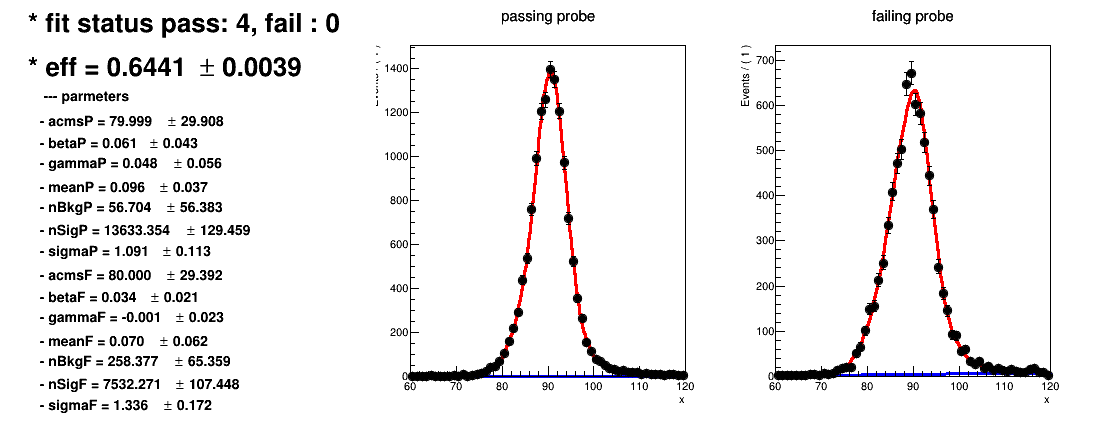 * fit status pass: 4, fail : 0
* eff = 0.6441 ± 0.0039
--- parmeters
- acmsP = 79.999 ± 29.908
- betaP = 0.061 ± 0.043
- gammaP = 0.048 ± 0.056
- meanP = 0.096 ± 0.037
- nBkgP = 56.704 ± 56.383
- nSigP = 13633.354 ± 129.459
- sigmaP = 1.091 ± 0.113
- acmsF = 80.000 ± 29.392
- betaF = 0.034 ± 0.021
- gammaF = -0.001 ± 0.023
- meanF = 0.070 ± 0.062
- nBkgF = 258.377 ± 65.359
- nSigF = 7532.271 ± 107.448
- sigmaF = 1.336 ± 0.172
passing probe
1400
1200
1000
800
600
400
200
0
60 70 80 90 100 110 120
x
failing probe
Events / ( 1 )
700
600
500
400
300
200
100
0
60 70 80 90 100 110 120
x